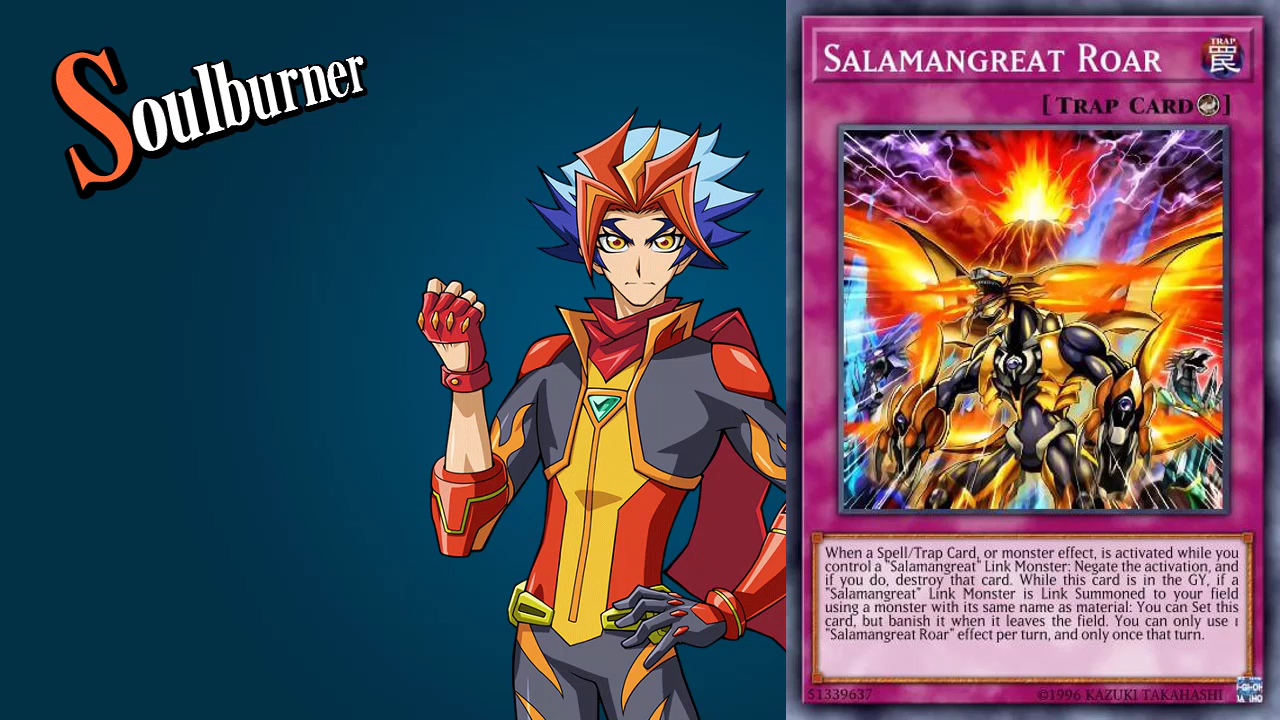 Soulburner
SALAMANGREAT ROAR
TRAP
罠
[TRAP CARD]
When a Spell/Trap Card, or monster effect, is activated while you
control a "Salamangreat" Link Monster: Negate the activation, and
if you do, destroy that card. While this card is in the GY, if a
"Salamangreat" Link Monster is Link Summoned to your field
using a monster with its same name as material: You can Set this
card, but banish it when it leaves the field. You can only use 1
"Salamangreat Roar" effect per turn, and only once that turn.
51339637
©1996 KAZUKI TAKAHASHI